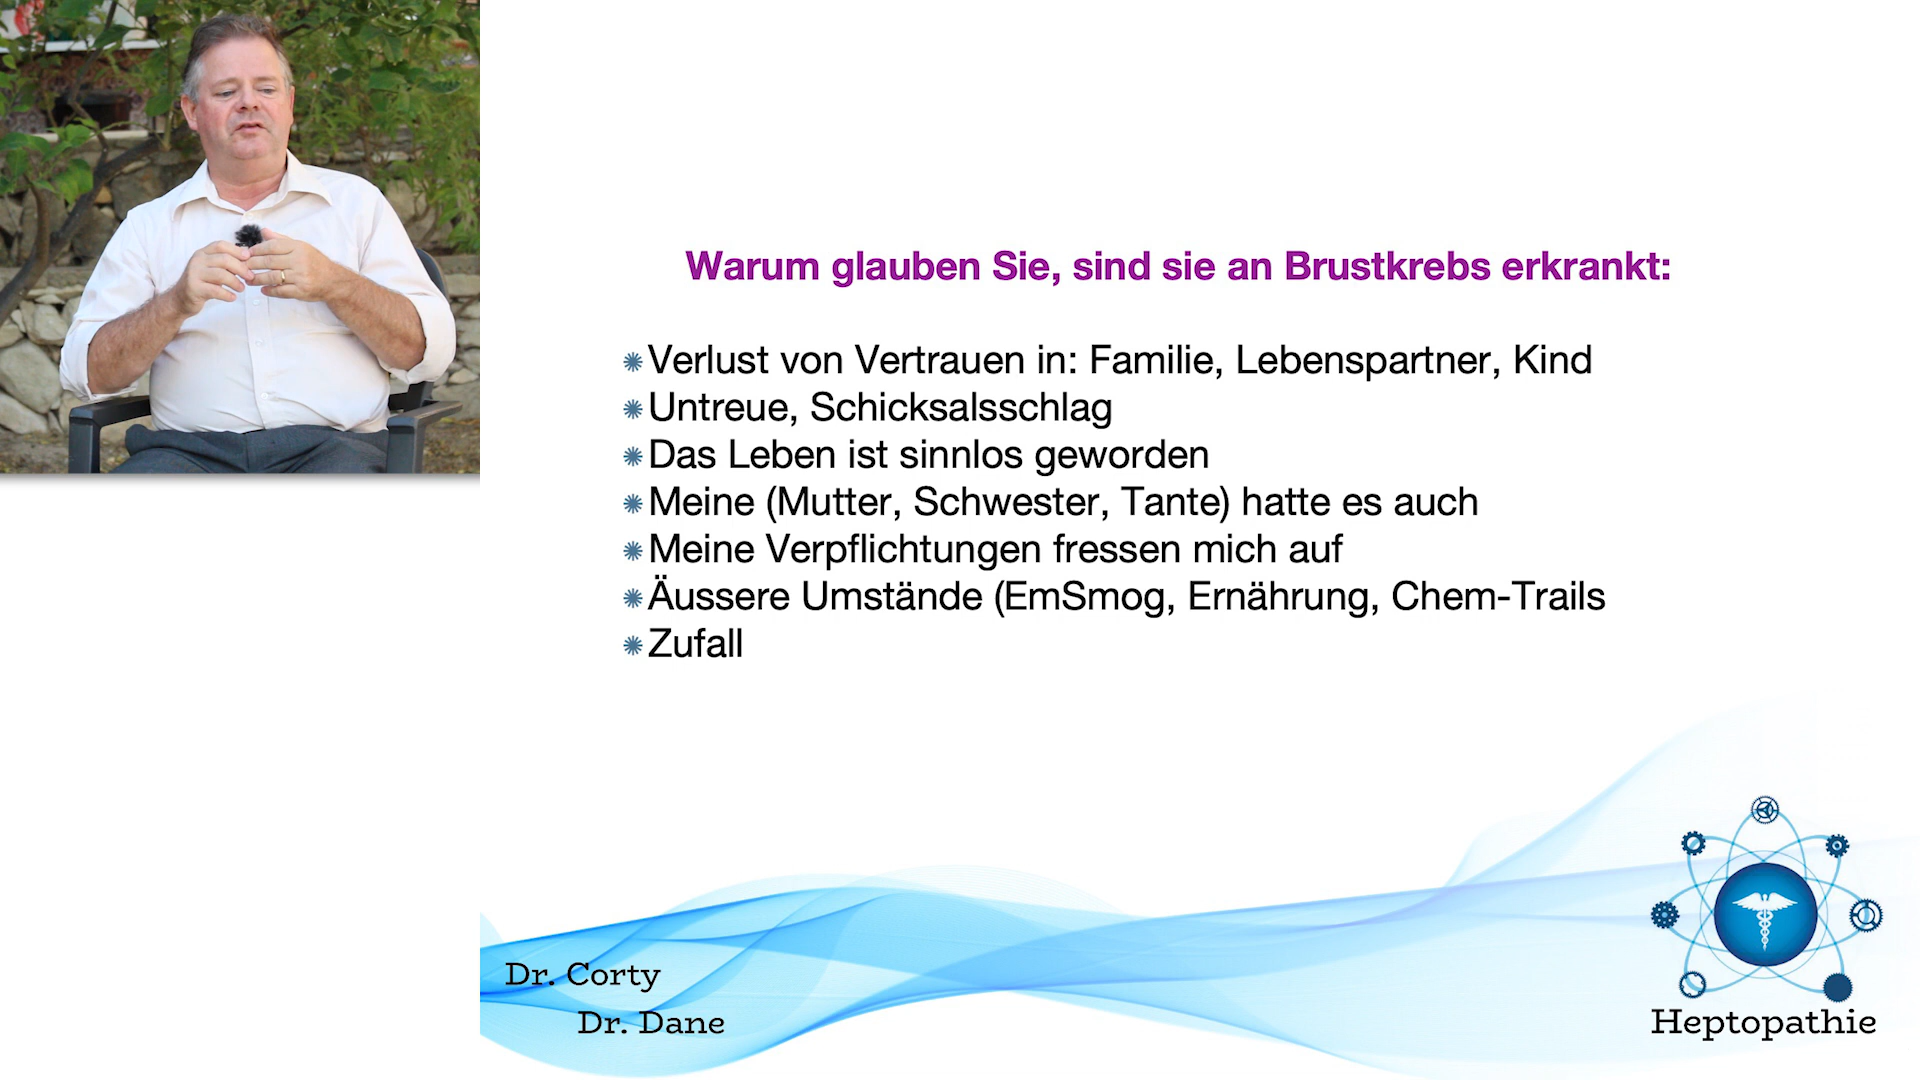 Warum glauben Sie, sind sie an Brustkrebs erkrankt:
Verlust von Vertrauen in: Familie, Lebenspartner, Kind
Untreue, Schicksalsschlag
Das Leben ist sinnlos geworden
Meine (Mutter, Schwester, Tante) hatte es auch
Meine Verpflichtungen fressen mich auf
Äussere Umstände (EmSmog, Ernährung, Chem-Trails
Zufall
Dr. Corty
Dr. Dane
Heptopathie